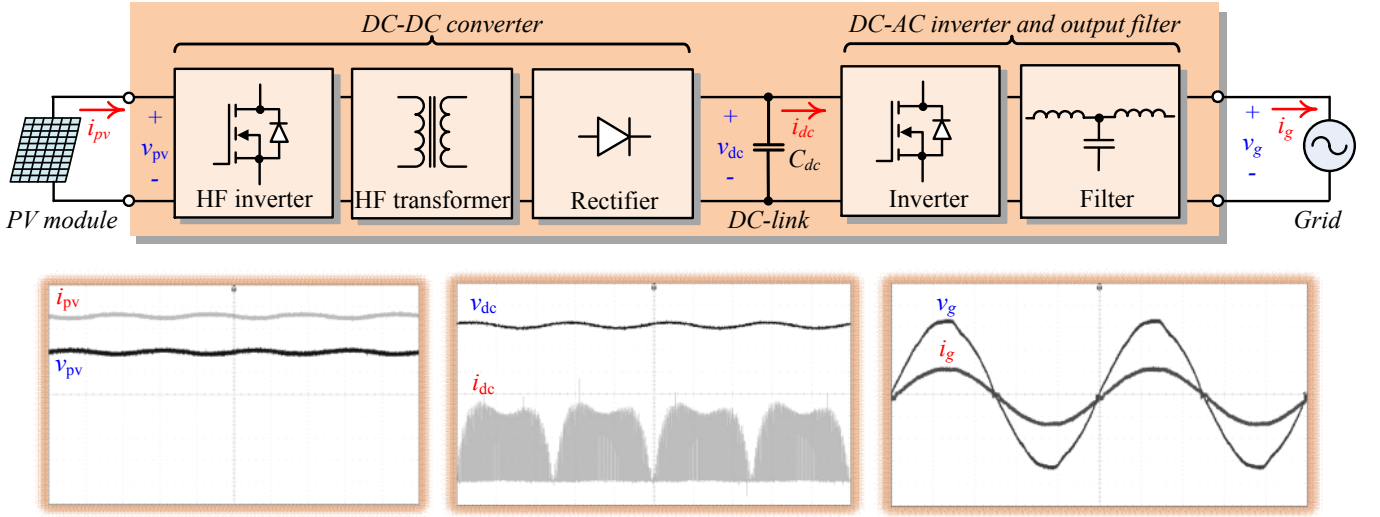 DC-DC converter
DC-AC inverter and output filter
i_pv
+
v_pv
-
PV module
HF inverter
HF transformer
Rectifier
+
v_dc
-
DC-link
i_dc
C_dc
Inverter
Filter
+
v_g
-
i_g
Grid
i_pv
v_pv
v_dc
i_dc
v_g
i_g